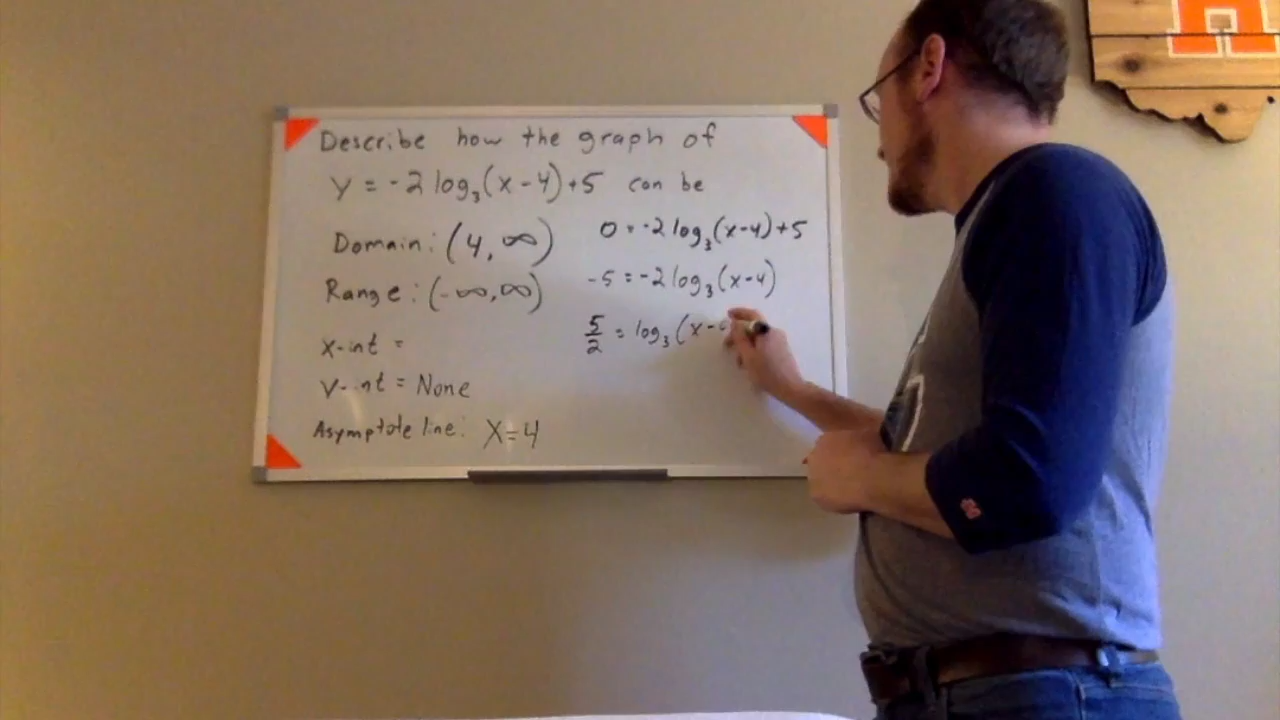 Describe how the graph of
y = -2 log₃(x-4)+5 can be
Domain: (4, ∞)
Range: (-∞, ∞)
x-int =
y-int = None
Asymptote line: X=4
0 = -2 log₃(x-4)+5
-5 = -2 log₃(x-4)
5/2 = log₃(x-